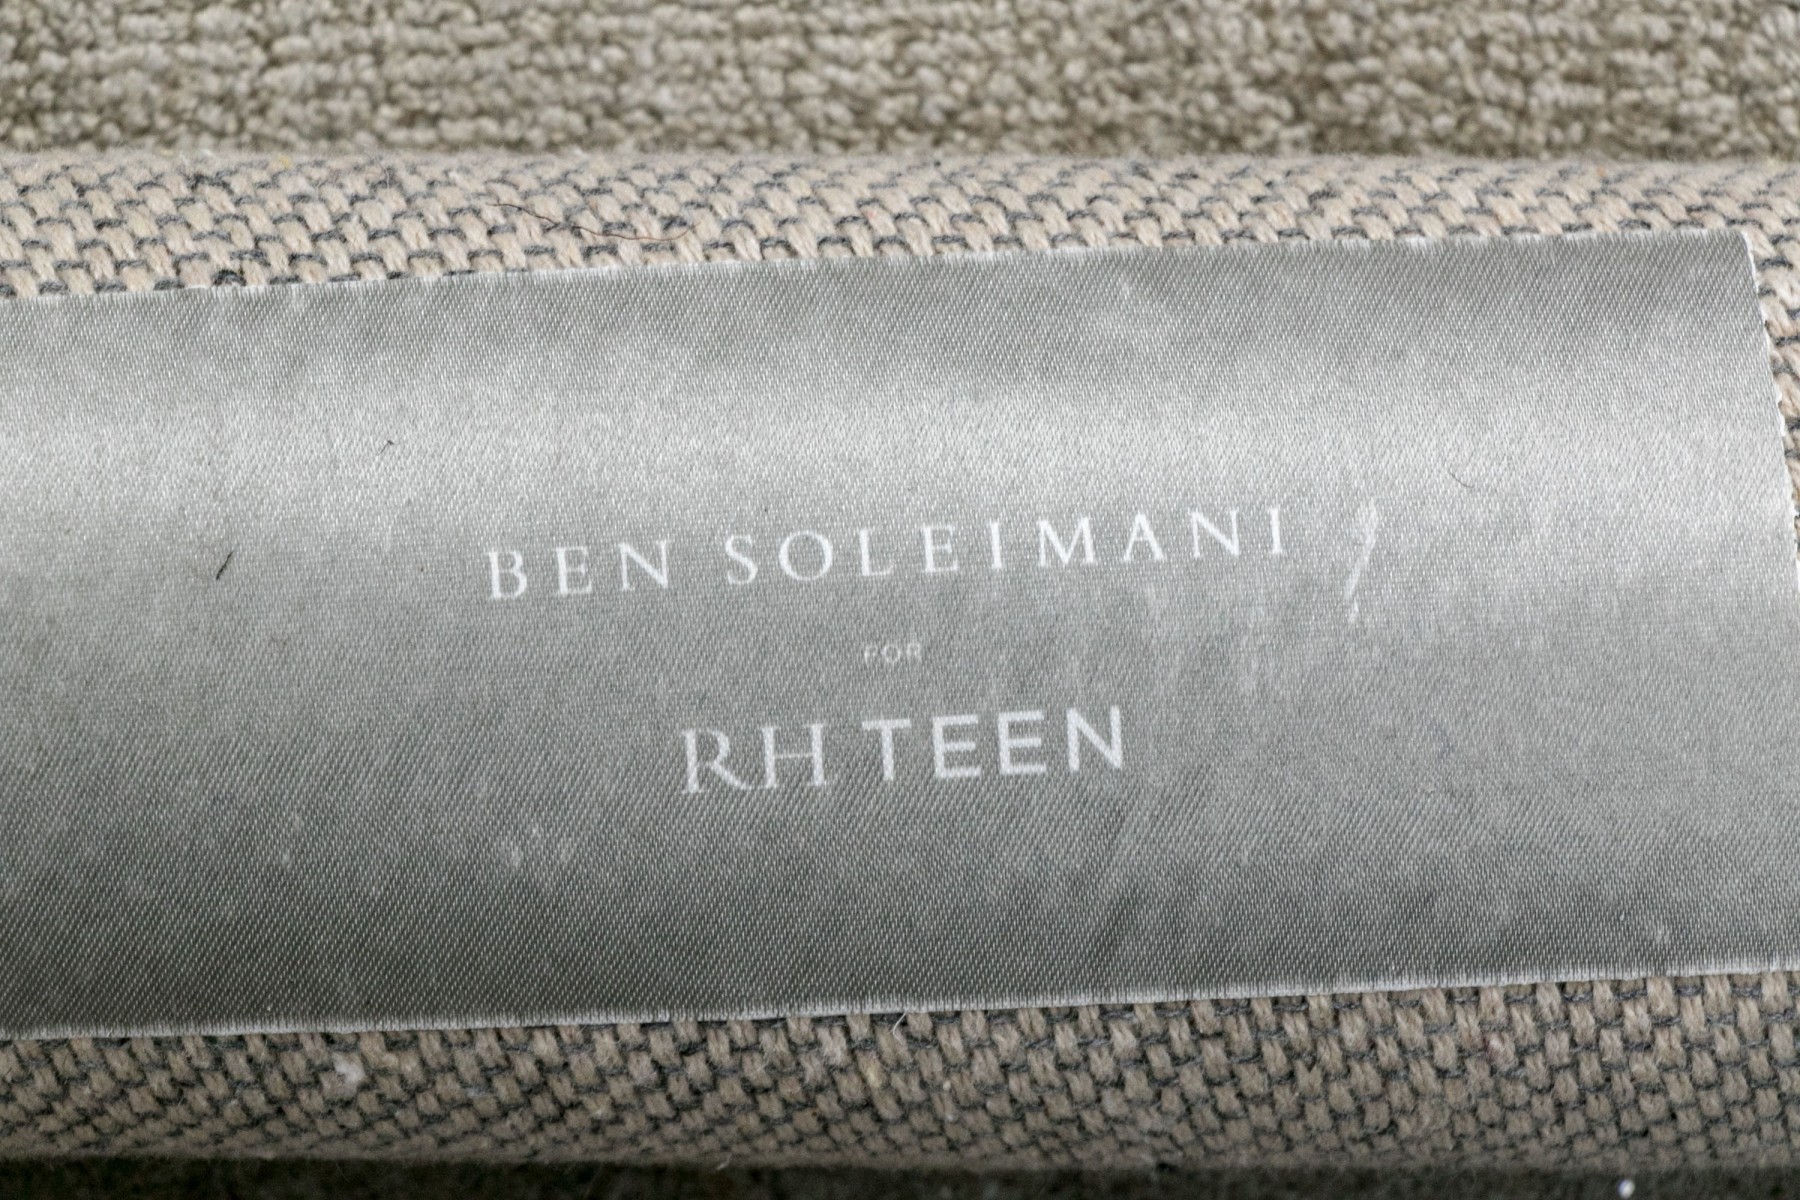 BEN SOLEIMANI
FOR
RH TEEN